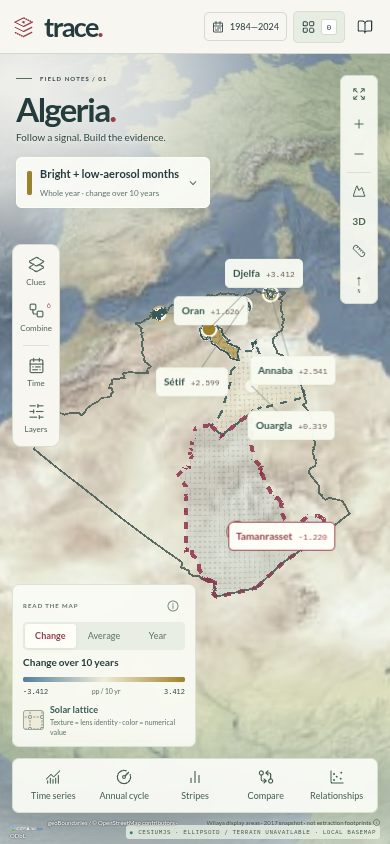 trace.
1984—2024
0
FIELD NOTES / 01
Algeria.
Follow a signal. Build the evidence.
Bright + low-aerosol months
Whole year · change over 10 years
3D
Clues
Combine
6
Time
Layers
Djelfa +3.412
Oran +1.626
Sétif +2.599
Annaba +2.541
Ouargla +0.319
Tamanrasset -1.220
READ THE MAP
Change
Average
Year
Change over 10 years
-3.412
pp / 10 yr
3.412
Solar lattice
Texture = lens identity · color = numerical
value
Time series
Annual cycle
Stripes
Compare
Relationships
geoBoundaries / © OpenStreetMap contributors
Wilaya display areas · 2017 snapshot · not extraction footprints
CESIUMJS · ELLIPSOID / TERRAIN UNAVAILABLE · LOCAL BASEMAP